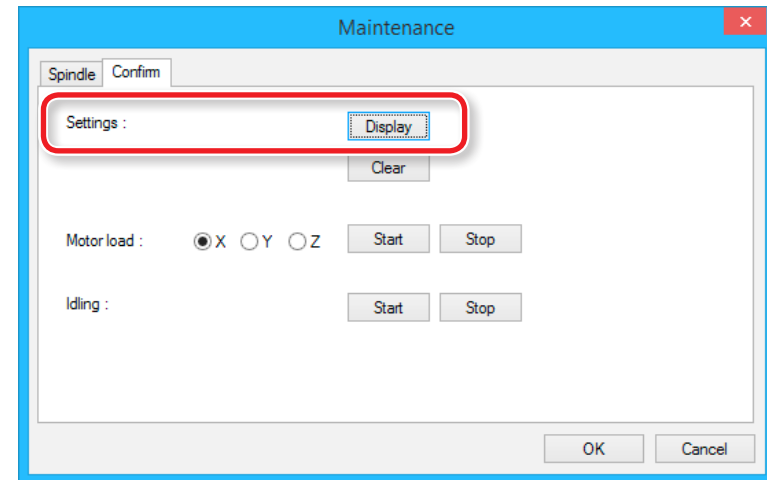 Maintenance
Spindle Confirm
Settings : Display
Clear
Motor load : X Y Z Start Stop
Idling : Start Stop
OK Cancel